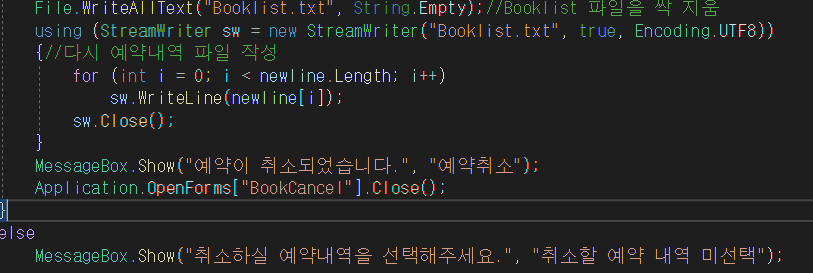 File.WriteAllText("Booklist.txt", String.Empty);//Booklist 파일을 싹 지움
using (StreamWriter sw = new StreamWriter("Booklist.txt", true, Encoding.UTF8))
{//다시 예약내역 파일 작성
for (int i = 0; i < newline.Length; i++)
sw.WriteLine(newline[i]);
sw.Close();
}
MessageBox.Show("예약이 취소되었습니다.", "예약취소");
Application.OpenForms["BookCancel"].Close();
}
else
MessageBox.Show("취소하실 예약내역을 선택해주세요.", "취소할 예약 내역 미선택");